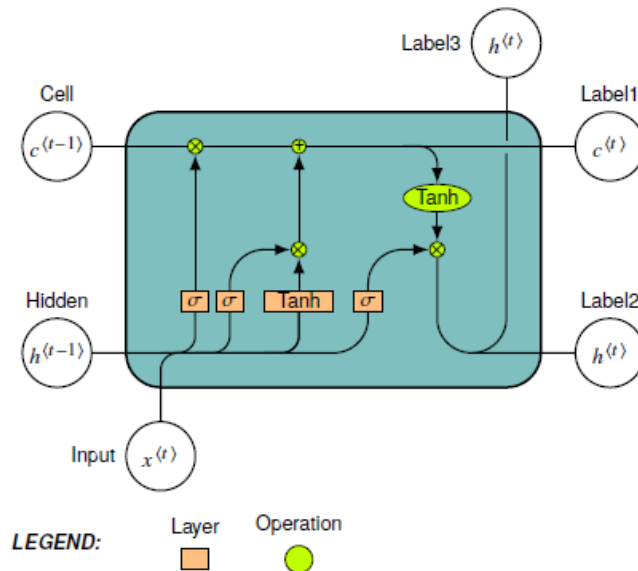 Label3 h⟨t⟩
Cell Label1
c⟨t−1⟩ × + c⟨t⟩
Tanh
× ×
Hidden σ σ Tanh σ Label2
h⟨t−1⟩ h⟨t⟩
Input x⟨t⟩
Layer Operation
LEGEND: